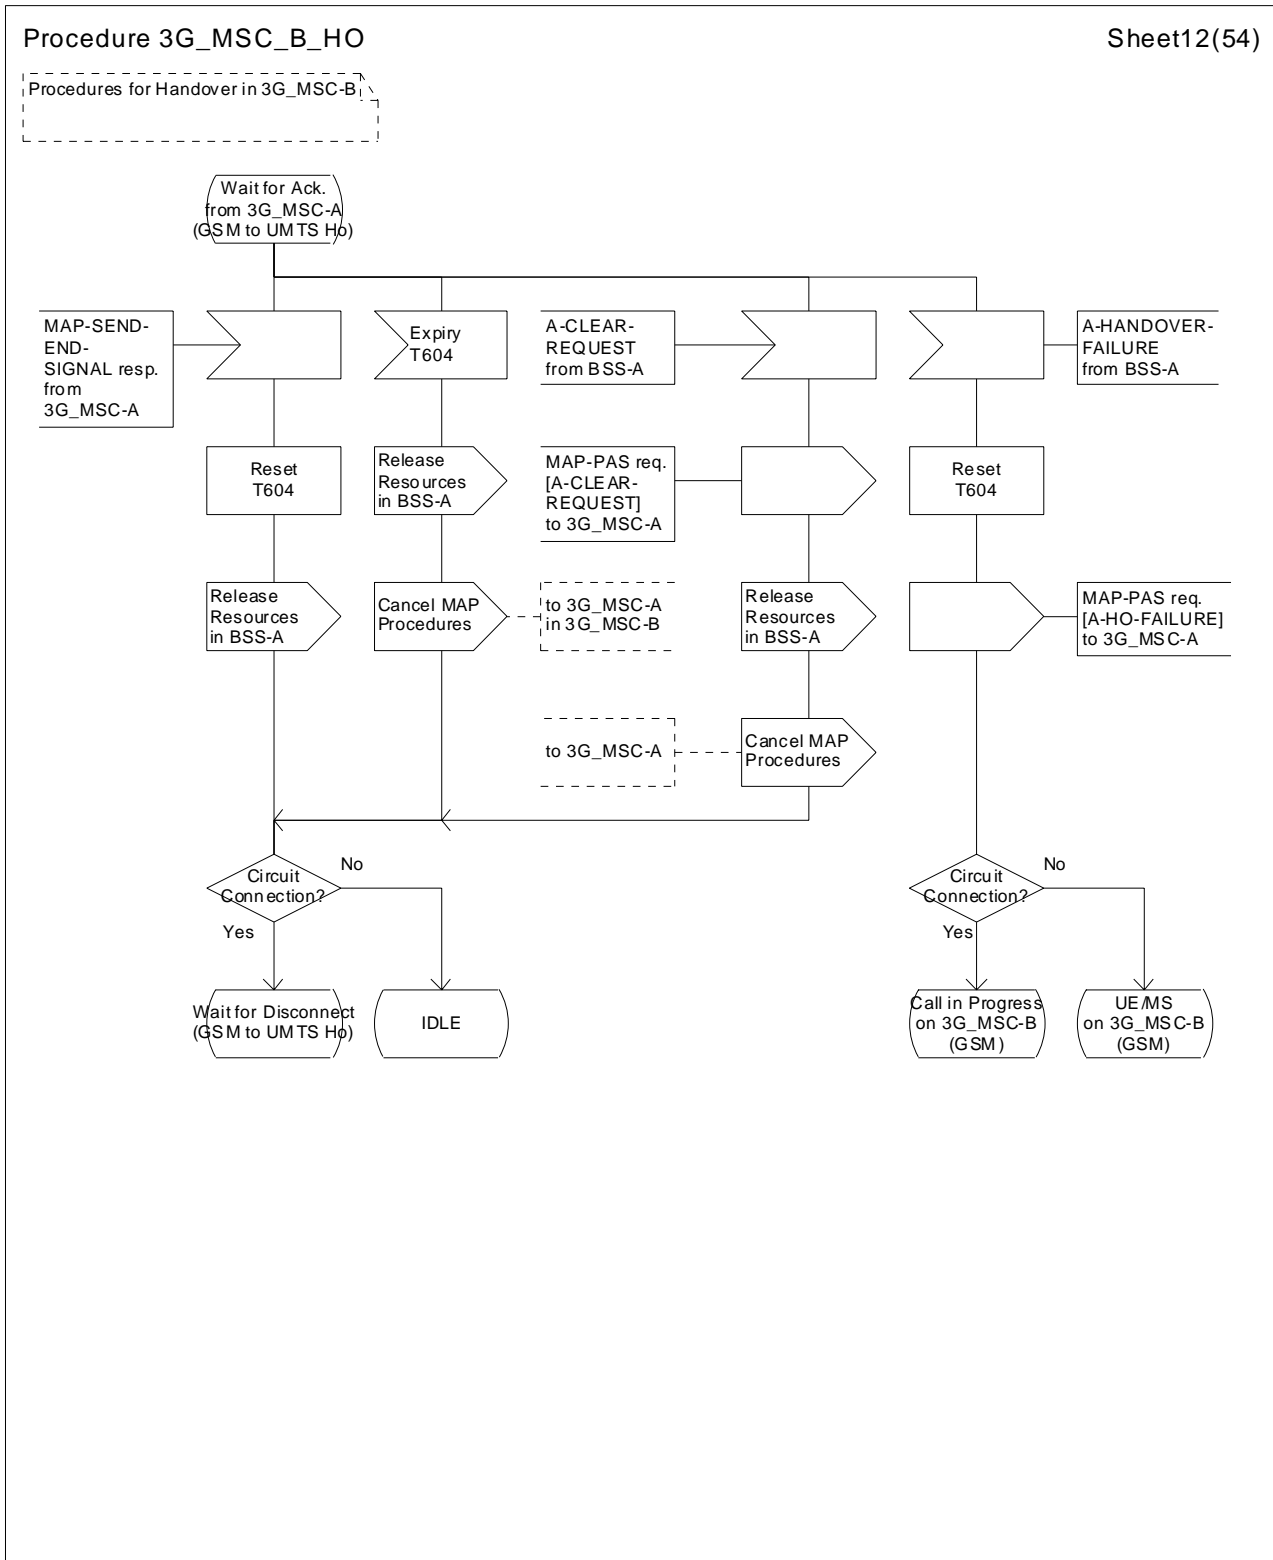 Procedure 3G_MSC_B_HO
Sheet12(54)
Procedures for Handover in 3G_MSC-B
Wait for Ack.
from 3G_MSC-A
(GSM to UMTS Ho)
MAP-SEND-
END-
SIGNAL resp.
from
3G_MSC-A
Expiry
T604
A-CLEAR-
REQUEST
from BSS-A
A-HANDOVER-
FAILURE
from BSS-A
Reset
T604
Release
Resources
in BSS-A
MAP-PAS req.
[A-CLEAR-
REQUEST]
to 3G_MSC-A
Reset
T604
Release
Resources
in BSS-A
Cancel MAP
Procedures
to 3G_MSC-A
in 3G_MSC-B
Release
Resources
in BSS-A
MAP-PAS req.
[A-HO-FAILURE]
to 3G_MSC-A
to 3G_MSC-A
Cancel MAP
Procedures
Circuit
Connection?
No
Yes
Circuit
Connection?
No
Yes
Wait for Disconnect
(GSM to UMTS Ho)
IDLE
Call in Progress
on 3G_MSC-B
(GSM)
UE/MS
on 3G_MSC-B
(GSM)